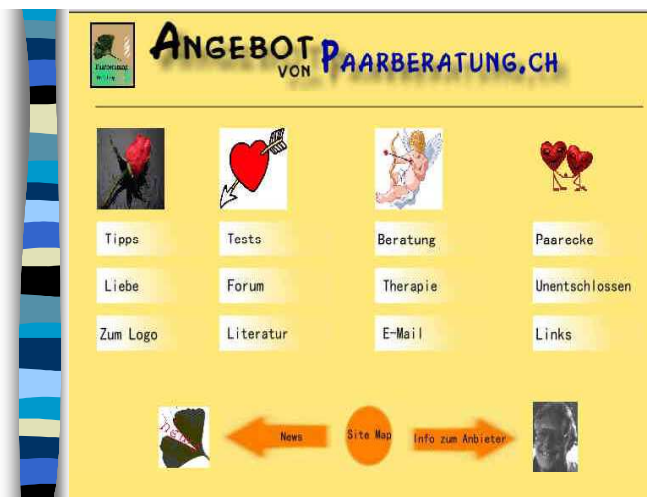 ANGEBOT
VON PAARBERATUNG.CH
Tipps Tests Beratung Paarecke
Liebe Forum Therapie Unentschlossen
Zum Logo Literatur E-Mail Links
News Site Map Info zum Anbieter